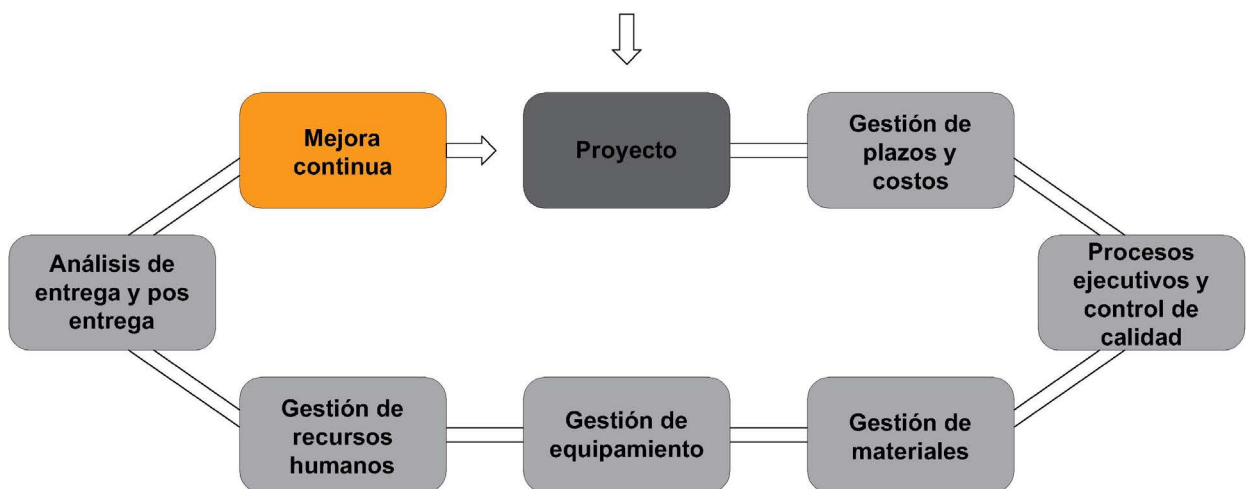 Mejora
continua
Proyecto
Gestión de
plazos y
costos
Procesos
ejecutivos y
control de
calidad
Gestión de
materiales
Gestión de
equipamiento
Gestión de
recursos
humanos
Análisis de
entrega y pos
entrega